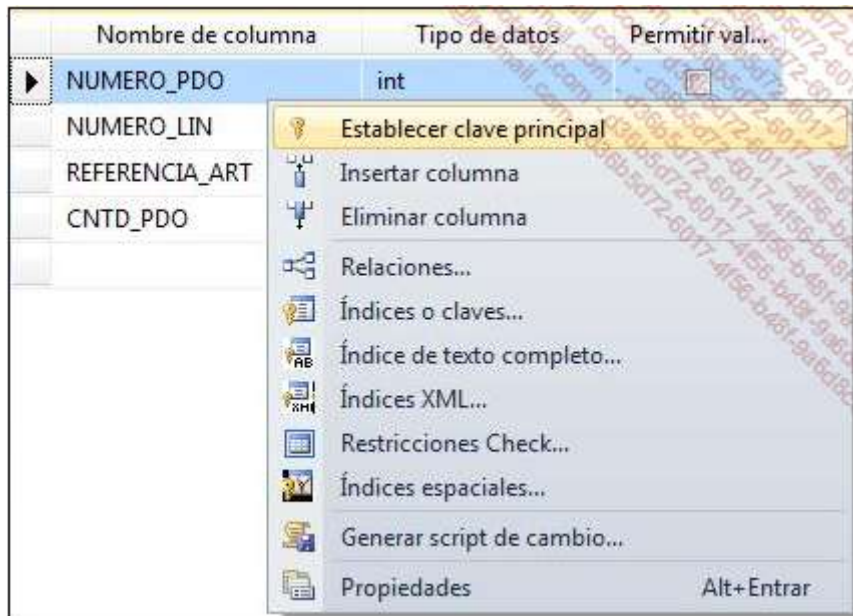 Nombre de columna Tipo de datos Permitir val...
NUMERO_PDO int
NUMERO_LIN
REFERENCIA_ART
CNTD_PDO
Establecer clave principal
Insertar columna
Eliminar columna
Relaciones...
Índices o claves...
Índice de texto completo...
Índices XML...
Restricciones Check...
Índices espaciales...
Generar script de cambio...
Propiedades Alt+Entrar